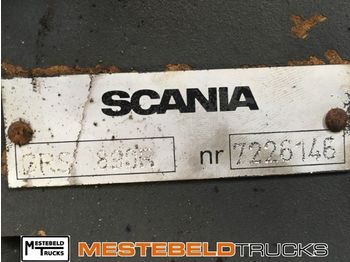 SCANIA
GRS 890R nr 7226146
MESTEBELD TRUCKS
MESTEBELDTRUCKS